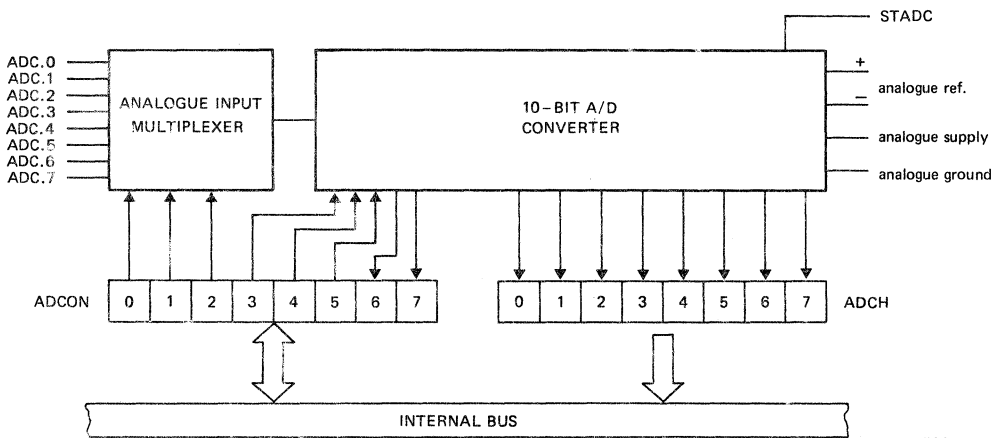 STADC
ADC.0
ADC.1
ADC.2
ADC.3
ADC.4
ADC.5
ADC.6
ADC.7
ANALOGUE INPUT
MULTIPLEXER
10-BIT A/D
CONVERTER
+
analogue ref.
−
analogue supply
analogue ground
ADCON
0 1 2 3 4 5 6 7
0 1 2 3 4 5 6 7
ADCH
INTERNAL BUS